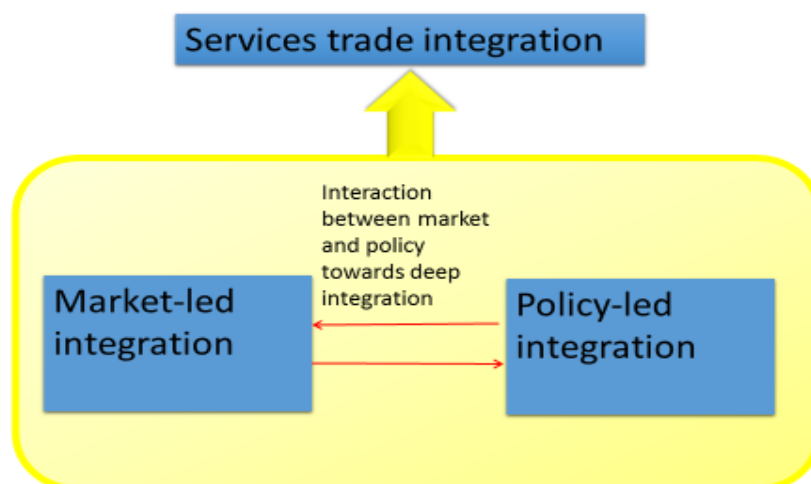 Services trade integration
Interaction
between market
and policy
towards deep
integration
Market-led
integration
Policy-led
integration